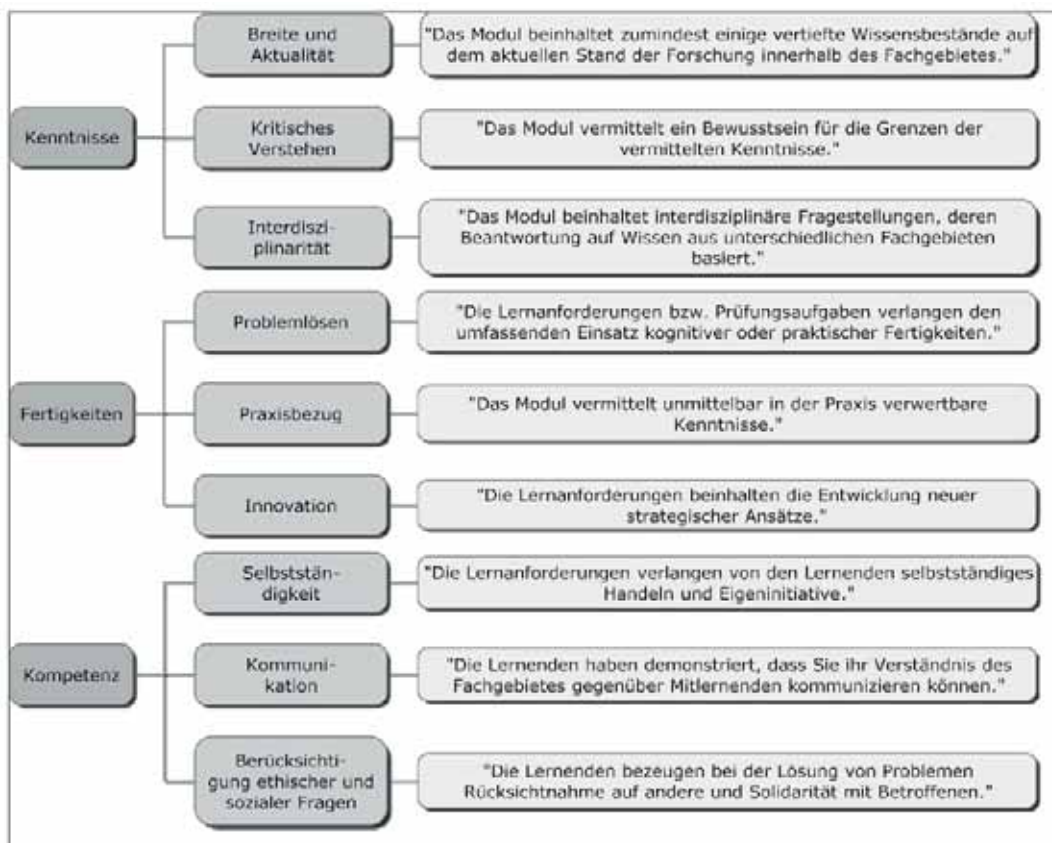 Kenntnisse
Breite und
Aktualität
"Das Modul beinhaltet zumindest einige vertiefte Wissensbestände auf
dem aktuellen Stand der Forschung innerhalb des Fachgebietes."
Kritisches
Verstehen
"Das Modul vermittelt ein Bewusstsein für die Grenzen der
vermittelten Kenntnisse."
Interdiszi-
plinarität
"Das Modul beinhaltet interdisziplinäre Fragestellungen, deren
Beantwortung auf Wissen aus unterschiedlichen Fachgebieten
basiert."
Fertigkeiten
Problemlösen
"Die Lernanforderungen bzw. Prüfungsaufgaben verlangen den
umfassenden Einsatz kognitiver oder praktischer Fertigkeiten."
Praxisbezug
"Das Modul vermittelt unmittelbar in der Praxis verwertbare
Kenntnisse."
Innovation
"Die Lernanforderungen beinhalten die Entwicklung neuer
strategischer Ansätze."
Kompetenz
Selbststän-
digkeit
"Die Lernanforderungen verlangen von den Lernenden selbstständiges
Handeln und Eigeninitiative."
Kommuni-
kation
"Die Lernenden haben demonstriert, dass Sie ihr Verständnis des
Fachgebietes gegenüber Mitlernenden kommunizieren können."
Berücksichti-
gung ethischer und
sozialer Fragen
"Die Lernenden bezeugen bei der Lösung von Problemen
Rücksichtnahme auf andere und Solidarität mit Betroffenen."